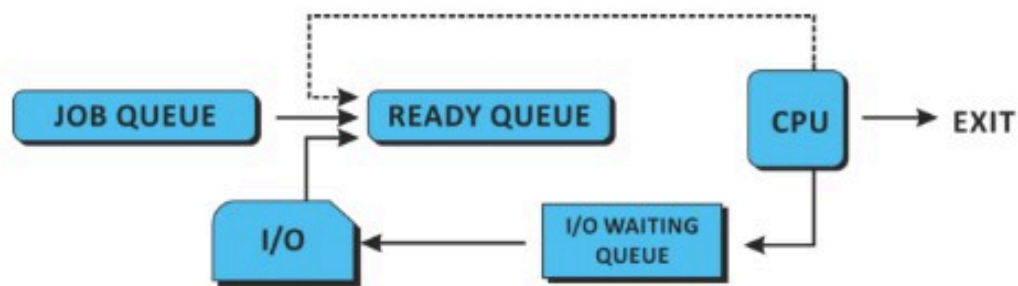 JOB QUEUE
READY QUEUE
CPU
EXIT
I/O
I/O WAITING
QUEUE